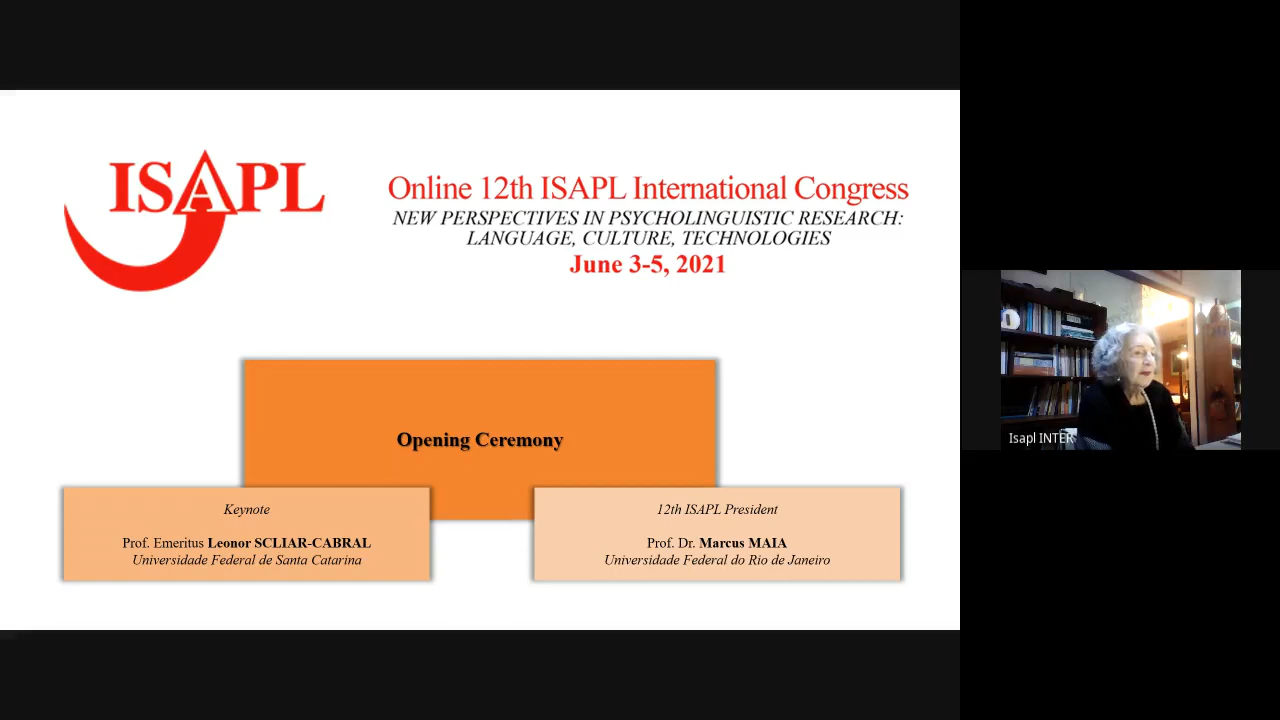 ISAPL
Online 12th ISAPL International Congress
NEW PERSPECTIVES IN PSYCHOLINGUISTIC RESEARCH:
LANGUAGE, CULTURE, TECHNOLOGIES
June 3-5, 2021
Opening Ceremony
Keynote
Prof. Emeritus Leonor SCLIAR-CABRAL
Universidade Federal de Santa Catarina
12th ISAPL President
Prof. Dr. Marcus MAIA
Universidade Federal do Rio de Janeiro
Isapl INTER